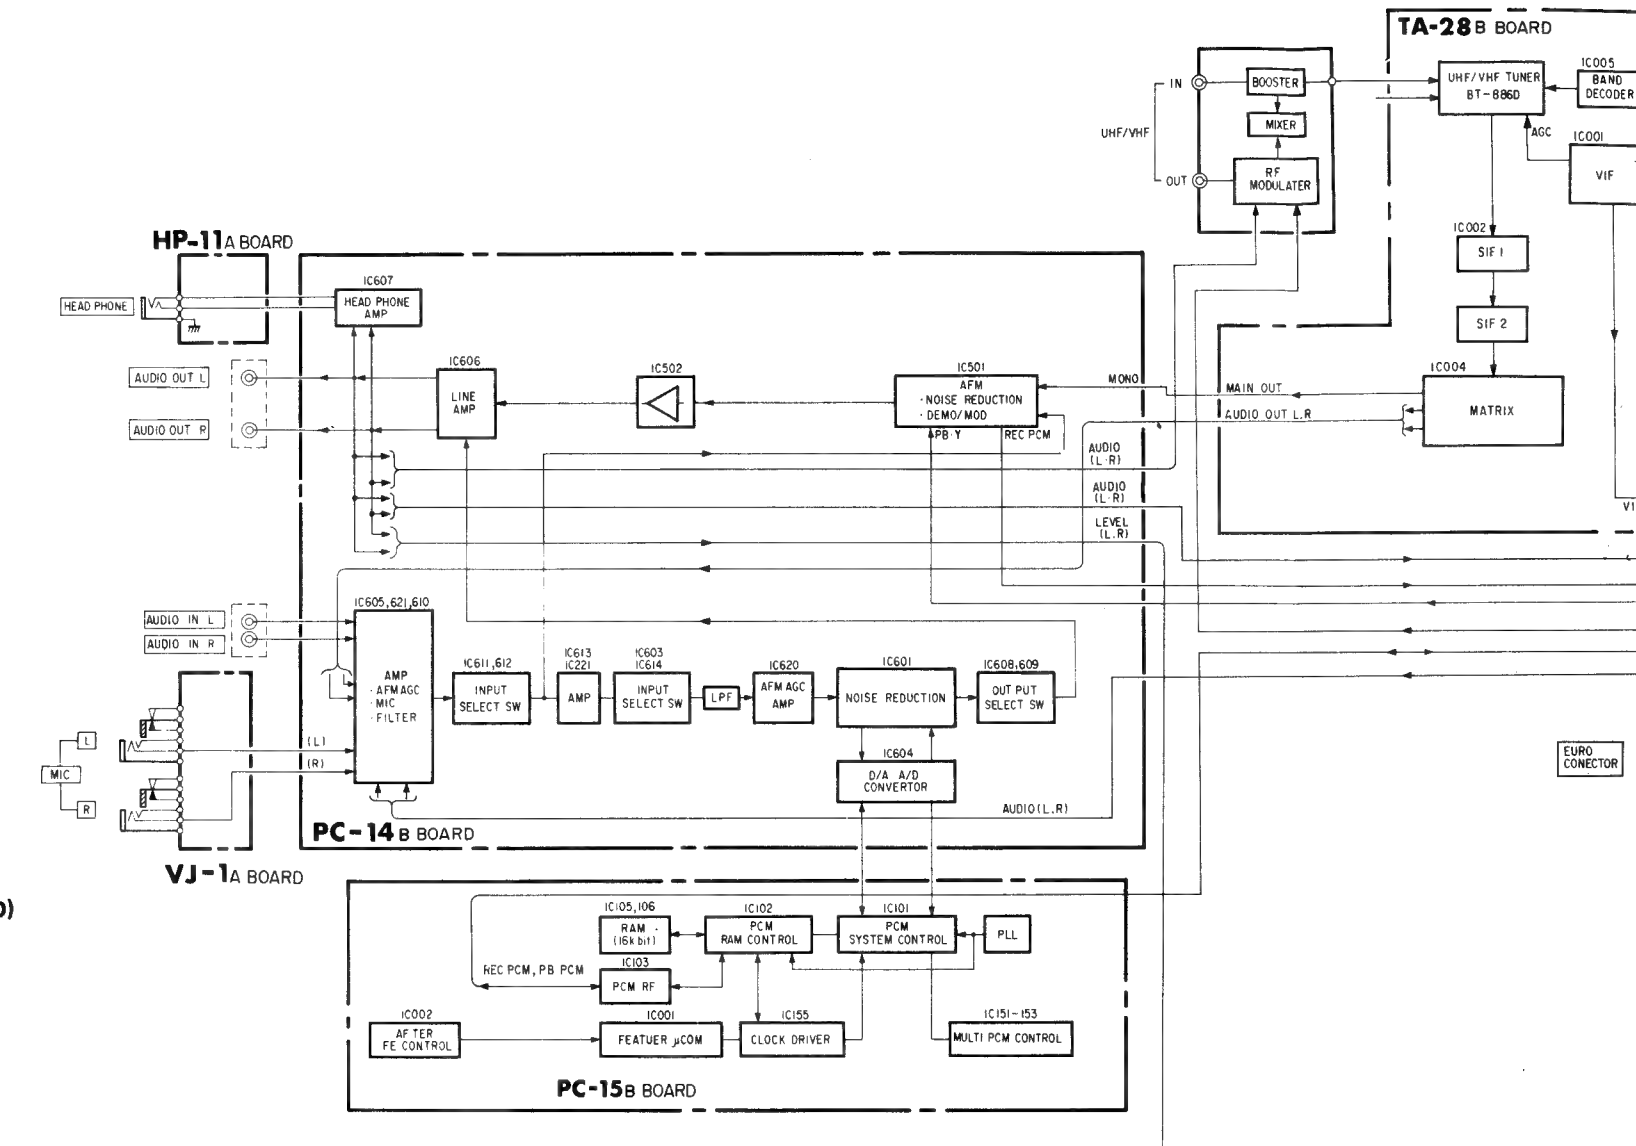 TA-28 B BOARD
IN
UHF/VHF
OUT
BOOSTER
MIXER
RF
MODULATER
UHF/VHF TUNER
BT-886D
IC005
BAND
DECODER
AGC
IC001
VIF
IC002
SIF 1
SIF 2
IC004
MATRIX
MAIN OUT
AUDIO OUT L.R
HP-11 A BOARD
HEAD PHONE
IC607
HEAD PHONE
AMP
AUDIO OUT L
AUDIO OUT R
IC606
LINE
AMP
IC502
IC501
AFM
· NOISE REDUCTION
· DEMO/MOD
PB·Y
REC PCM
MONO
AUDIO
(L·R)
AUDIO
(L·R)
LEVEL
(L.R)
AUDIO IN L
AUDIO IN R
IC605,621,610
AMP
· AFM AGC
· MIC
· FILTER
IC611,612
INPUT
SELECT SW
IC613
IC221
AMP
IC603
IC614
INPUT
SELECT SW
LPF
IC620
AFM AGC
AMP
IC601
NOISE REDUCTION
IC608,609
OUT PUT
SELECT SW
IC604
D/A A/D
CONVERTOR
AUDIO(L.R)
(L)
(R)
L
MIC
R
PC-14 B BOARD
VJ-1A BOARD
EURO
CONECTOR
IC105,106
RAM
(16k bit)
IC102
PCM
RAM CONTROL
IC101
PCM
SYSTEM CONTROL
PLL
REC PCM, PB PCM
IC103
PCM RF
IC002
AFTER
FE CONTROL
IC001
FEATUER μCOM
IC155
CLOCK DRIVER
IC151-153
MULTI PCM CONTROL
PC-15 B BOARD